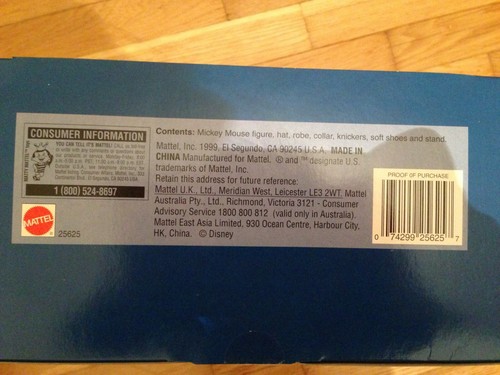 CONSUMER INFORMATION
YOU CAN TELL IT'S MATTEL!
1 (800) 524-8697
MATTEL
25625
Contents: Mickey Mouse figure, hat, robe, collar, knickers, soft shoes and stand.
Mattel, Inc. 1999. El Segundo, CA 90245 U.S.A. MADE IN
CHINA Manufactured for Mattel. ® and ™ designate U.S.
trademarks of Mattel, Inc.
Retain this address for future reference:
Mattel U.K., Ltd., Meridian West, Leicester LE3 2WT, Mattel
Australia Pty., Ltd., Richmond, Victoria 3121 - Consumer
Advisory Service 1800 800 812 (valid only in Australia).
Mattel East Asia Limited, 930 Ocean Centre, Harbour City,
HK, China. © Disney
PROOF OF PURCHASE
0 74299 25625 7